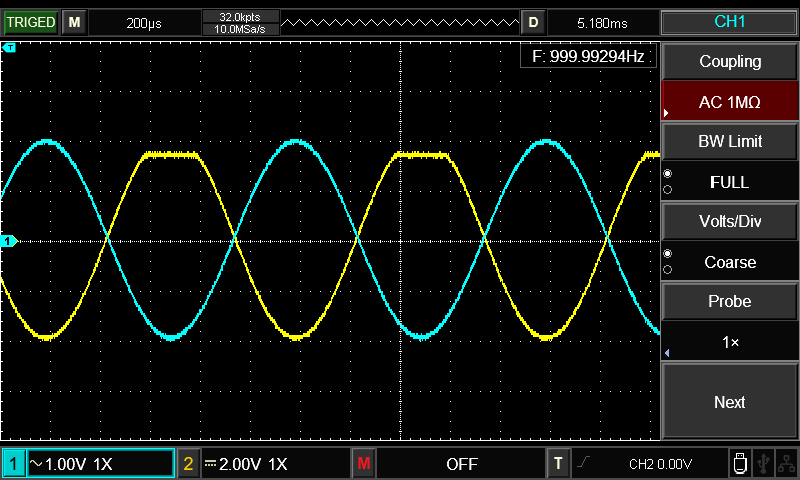 TRIGED M 200µs 32.0kpts D 5.180ms CH1
10.0MSa/s
T
F: 999.99294Hz
Coupling
AC 1MΩ
BW Limit
FULL
Volts/Div
1
Coarse
Probe
1×
Next
1 1.00V 1X 2 2.00V 1X M OFF T CH2 0.00V